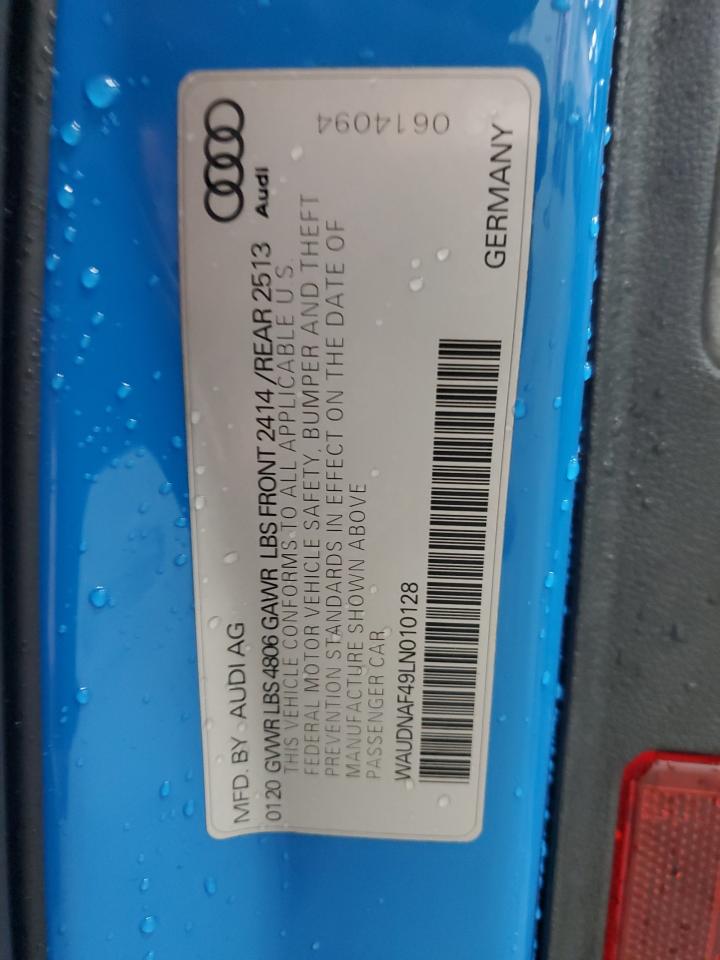 MFD. BY AUDI AG
0120 GVWR LBS 4806 GAWR LBS FRONT 2414 / REAR 2513
THIS VEHICLE CONFORMS TO ALL APPLICABLE U S
FEDERAL MOTOR VEHICLE SAFETY, BUMPER AND THEFT
PREVENTION STANDARDS IN EFFECT ON THE DATE OF
MANUFACTURE SHOWN ABOVE
PASSENGER CAR
WAUDNAF49LN010128
Audi
0614094
GERMANY